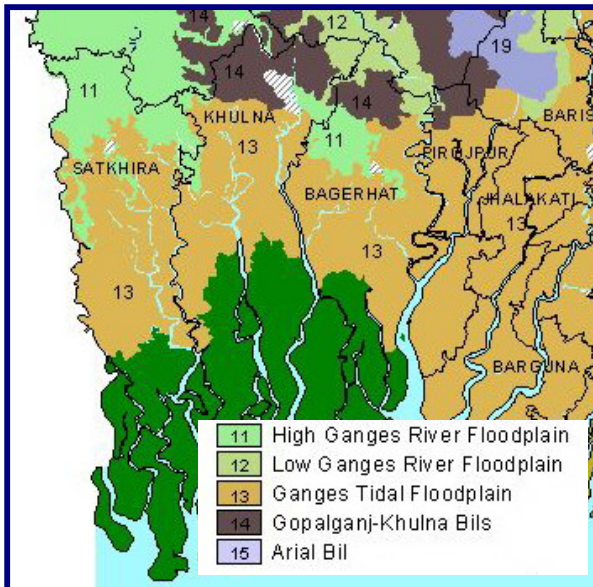 14
12
19
11
14
14
KHULNA
BARIS
13
11
PIROJPUR
SATKHIRA
BAGERHAT
JHALAKATI
13
13
13
BARGUNA
11 High Ganges River Floodplain
12 Low Ganges River Floodplain
13 Ganges Tidal Floodplain
14 Gopalganj-Khulna Bils
15 Arial Bil